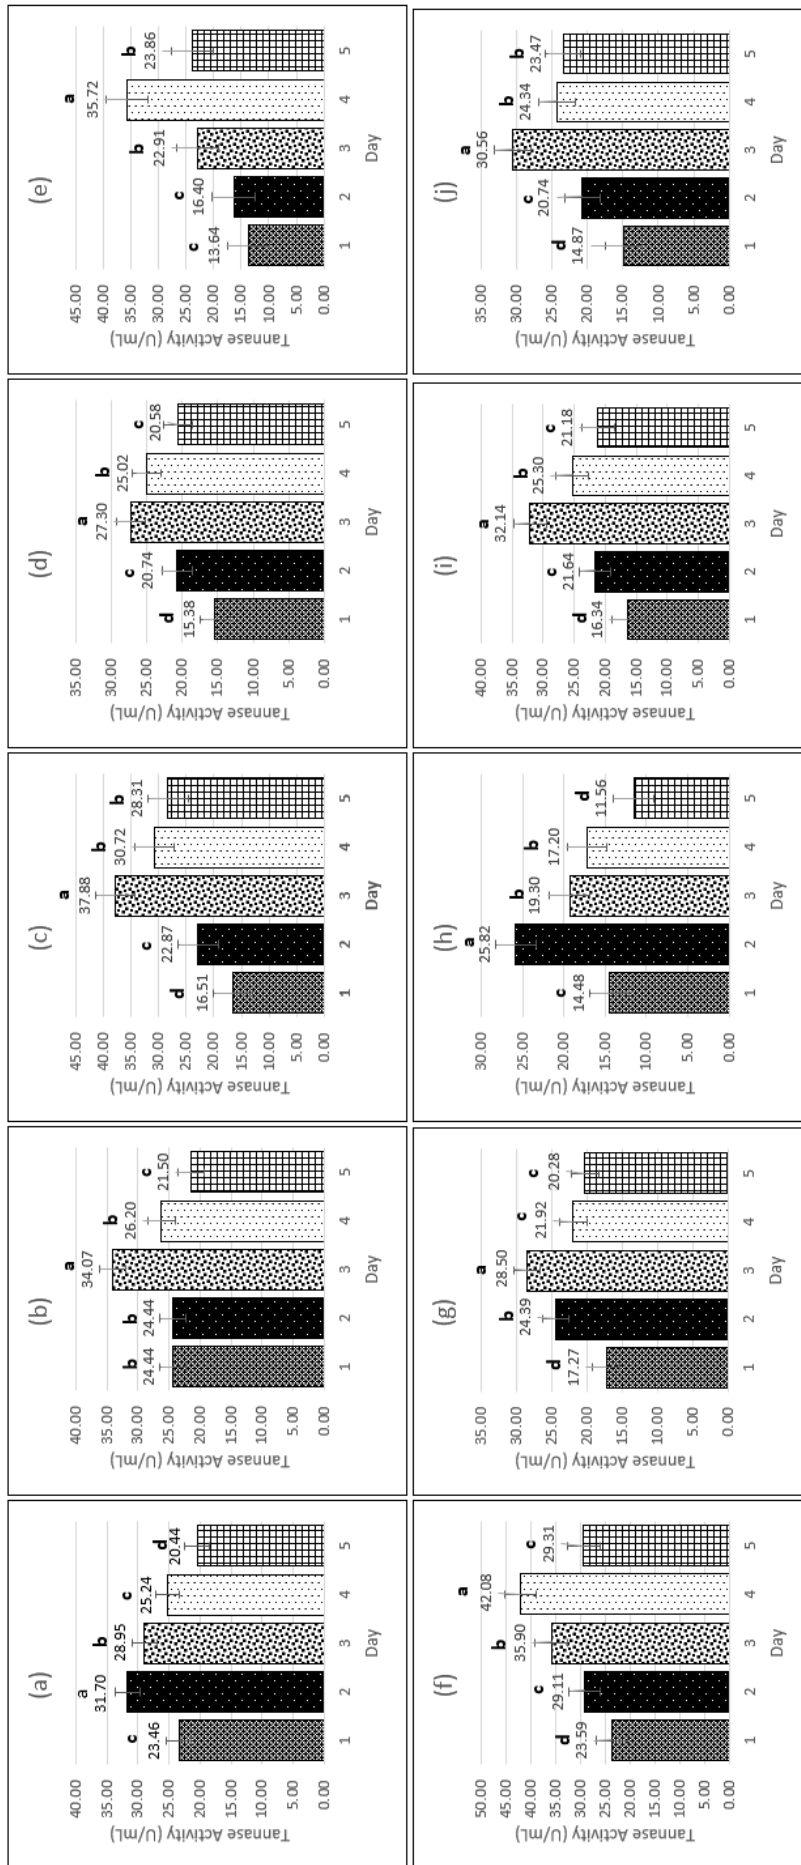 (a)
Tannase Activity (U/mL)
40.00
35.00
30.00
25.00
20.00
15.00
10.00
5.00
0.00
c
23.46
a
31.70
b
28.95
c
25.24
d
20.44
1 2 3 4 5
Day
(b)
Tannase Activity (U/mL)
40.00
35.00
30.00
25.00
20.00
15.00
10.00
5.00
0.00
b
24.44
b
24.44
a
34.07
b
26.20
c
21.50
1 2 3 4 5
Day
(c)
Tannase Activity (U/mL)
45.00
40.00
35.00
30.00
25.00
20.00
15.00
10.00
5.00
0.00
d
16.51
c
22.87
a
37.88
b
30.72
b
28.31
1 2 3 4 5
Day
(d)
Tannase Activity (U/mL)
35.00
30.00
25.00
20.00
15.00
10.00
5.00
0.00
d
15.38
c
20.74
a
27.30
b
25.02
c
20.58
1 2 3 4 5
Day
(e)
Tannase Activity (U/mL)
45.00
40.00
35.00
30.00
25.00
20.00
15.00
10.00
5.00
0.00
c
13.64
c
16.40
b
22.91
a
35.72
b
23.86
1 2 3 4 5
Day
(f)
Tannase Activity (U/mL)
50.00
45.00
40.00
35.00
30.00
25.00
20.00
15.00
10.00
5.00
0.00
d
23.59
c
29.11
b
35.90
a
42.08
c
29.31
1 2 3 4 5
Day
(g)
Tannase Activity (U/mL)
35.00
30.00
25.00
20.00
15.00
10.00
5.00
0.00
d
17.27
b
24.39
a
28.50
c
21.92
c
20.28
1 2 3 4 5
Day
(h)
Tannase Activity (U/mL)
30.00
25.00
20.00
15.00
10.00
5.00
0.00
c
14.48
a
25.82
b
19.30
b
17.20
d
11.56
1 2 3 4 5
Day
(i)
Tannase Activity (U/mL)
40.00
35.00
30.00
25.00
20.00
15.00
10.00
5.00
0.00
d
16.34
c
21.64
a
32.14
b
25.30
c
21.18
1 2 3 4 5
Day
(j)
Tannase Activity (U/mL)
35.00
30.00
25.00
20.00
15.00
10.00
5.00
0.00
d
14.87
c
20.74
a
30.56
b
24.34
b
23.47
1 2 3 4 5
Day